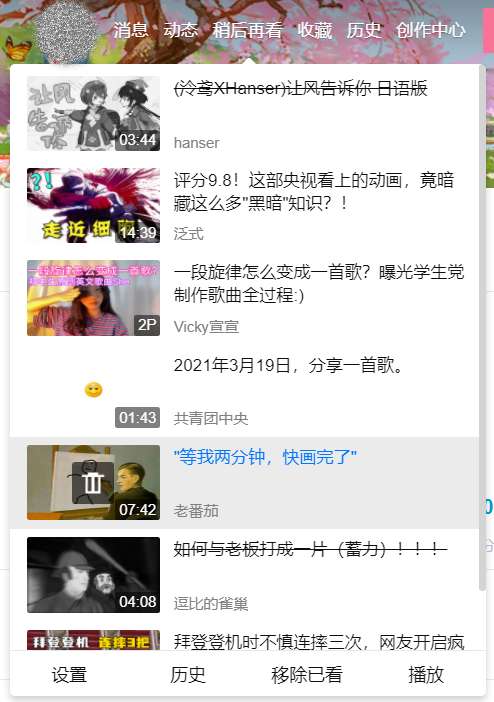 消息 动态 稍后再看 收藏 历史 创作中心
让风
告诉你
03:44
(泠鸢XHanser)让风告诉你 日语版
hanser
?!
走近细胞
14:39
评分9.8！这部央视看上的动画，竟暗
藏这么多"黑暗"知识？！
泛式
一段旋律怎么变成一首歌?
2P
一段旋律怎么变成一首歌？曝光学生党
制作歌曲全过程:)
Vicky宣宣
01:43
2021年3月19日，分享一首歌。
共青团中央
07:42
"等我两分钟，快画完了"
老番茄
04:08
如何与老板打成一片（蓄力）！！！
逗比的雀巢
拜登登机 连摔3把
拜登登机时不慎连摔三次，网友开启疯
设置 历史 移除已看 播放